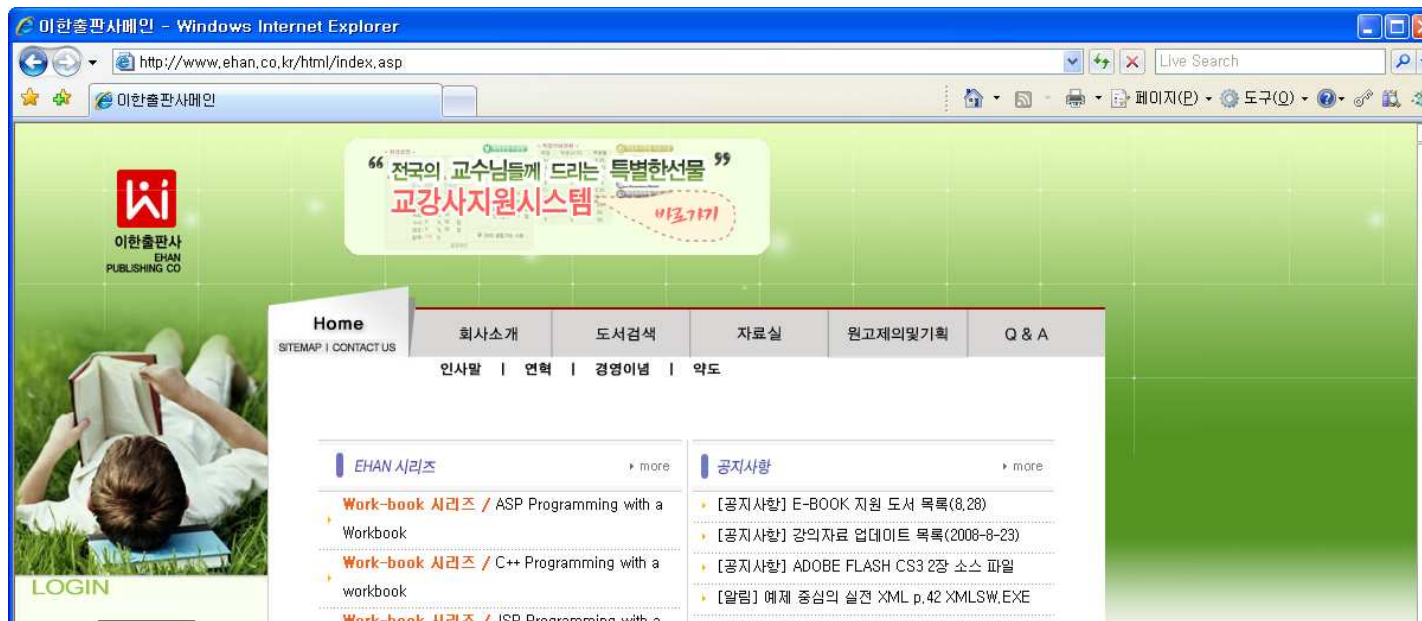 이한출판사메인 - Windows Internet Explorer
http://www.ehan.co.kr/html/index.asp
Live Search
이한출판사메인
페이지(P)
도구(O)
“ 전국의 교수님들께 드리는 특별한선물 ”
교강사지원시스템
바로가기
이한출판사
EHAN
PUBLISHING CO
Home
SITEMAP | CONTACT US
회사소개
도서검색
자료실
원고제의및기획
Q & A
인사말 | 연혁 | 경영이념 | 약도
EHAN 시리즈
more
Work-book 시리즈 / ASP Programming with a
Workbook
Work-book 시리즈 / C++ Programming with a
workbook
Work-book 시리즈 / JSP Programming with a
공지사항
more
[공지사항] E-BOOK 지원 도서 목록(8.28)
[공지사항] 강의자료 업데이트 목록(2008-8-23)
[공지사항] ADOBE FLASH CS3 2장 소스 파일
[알림] 예제 중심의 실전 XML p.42 XMLSW.EXE
LOGIN